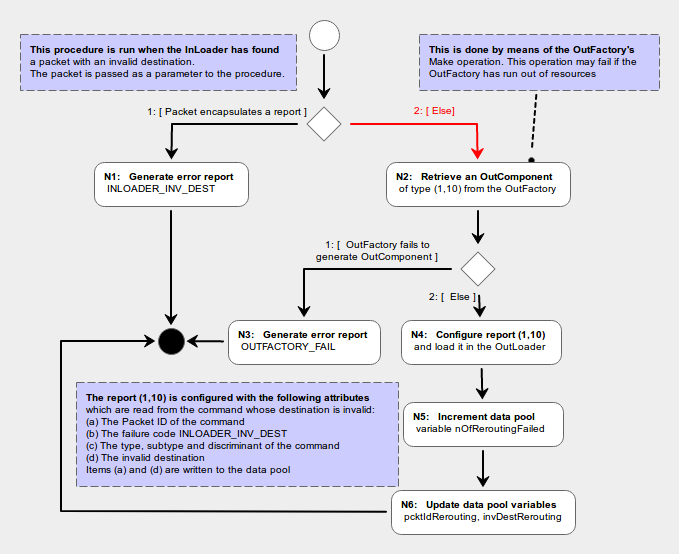 This procedure is run when the InLoader has found
a packet with an invalid destination.
The packet is passed as a parameter to the procedure.
This is done by means of the OutFactory's
Make operation. This operation may fail if the
OutFactory has run out of resources
1: [ Packet encapsulates a report ]
2: [ Else]
N1: Generate error report
INLOADER_INV_DEST
N2: Retrieve an OutComponent
of type (1,10) from the OutFactory
1: [ OutFactory fails to
generate OutComponent ]
2: [ Else ]
N3: Generate error report
OUTFACTORY_FAIL
N4: Configure report (1,10)
and load it in the OutLoader
The report (1,10) is configured with the following attributes
which are read from the command whose destination is invalid:
(a) The Packet ID of the command
(b) The failure code INLOADER_INV_DEST
(c) The type, subtype and discriminant of the command
(d) The invalid destination
Items (a) and (d) are written to the data pool
N5: Increment data pool
variable nOfReroutingFailed
N6: Update data pool variables
pcktIdRerouting, invDestRerouting